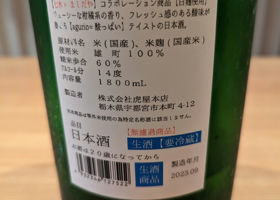 コラボレーション商品【白麹使用】
ジューシーな柑橘系の香り、フレッシュ感のある酸味が
【agurio=酸っぱい】テイストの日本酒。
原材料名 米(国産)、米麹(国産)
使用米 雄町100%
精米歩合 60%
アルコール分 14度
内容量 1800mL
製造者
株式会社虎屋本店
栃木県宇都宮市本町4-12
品目
日本酒
【無濾過商品】
生酒【要冷蔵】
お酒は20歳になってから
生酒
商品
製造年月
2023.09